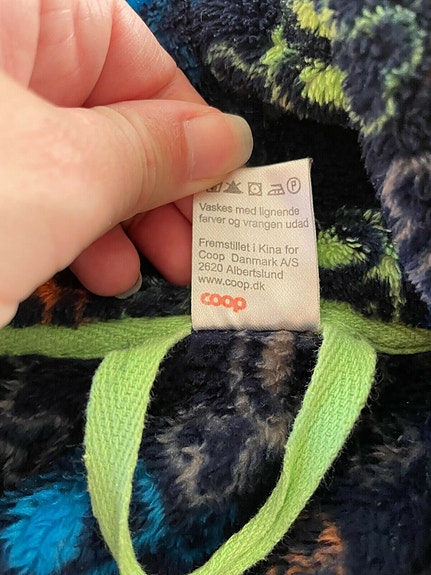 Vaskes med lignende
farver og vrangen udad
Fremstillet i Kina for
Coop Danmark A/S
2620 Albertslund
www.coop.dk
coop